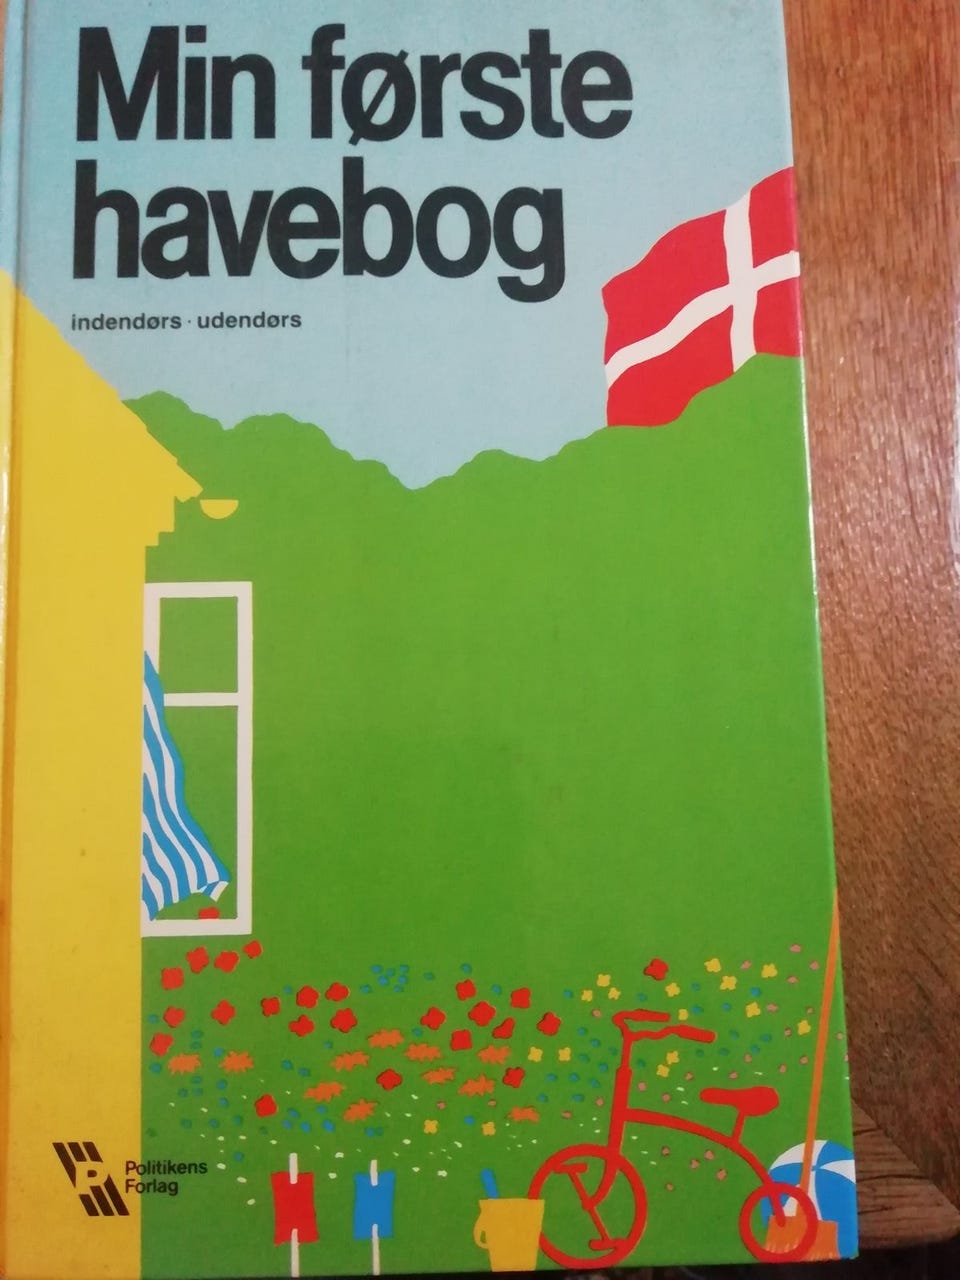 Min første
havebog
indendørs · udendørs
Politikens
Forlag